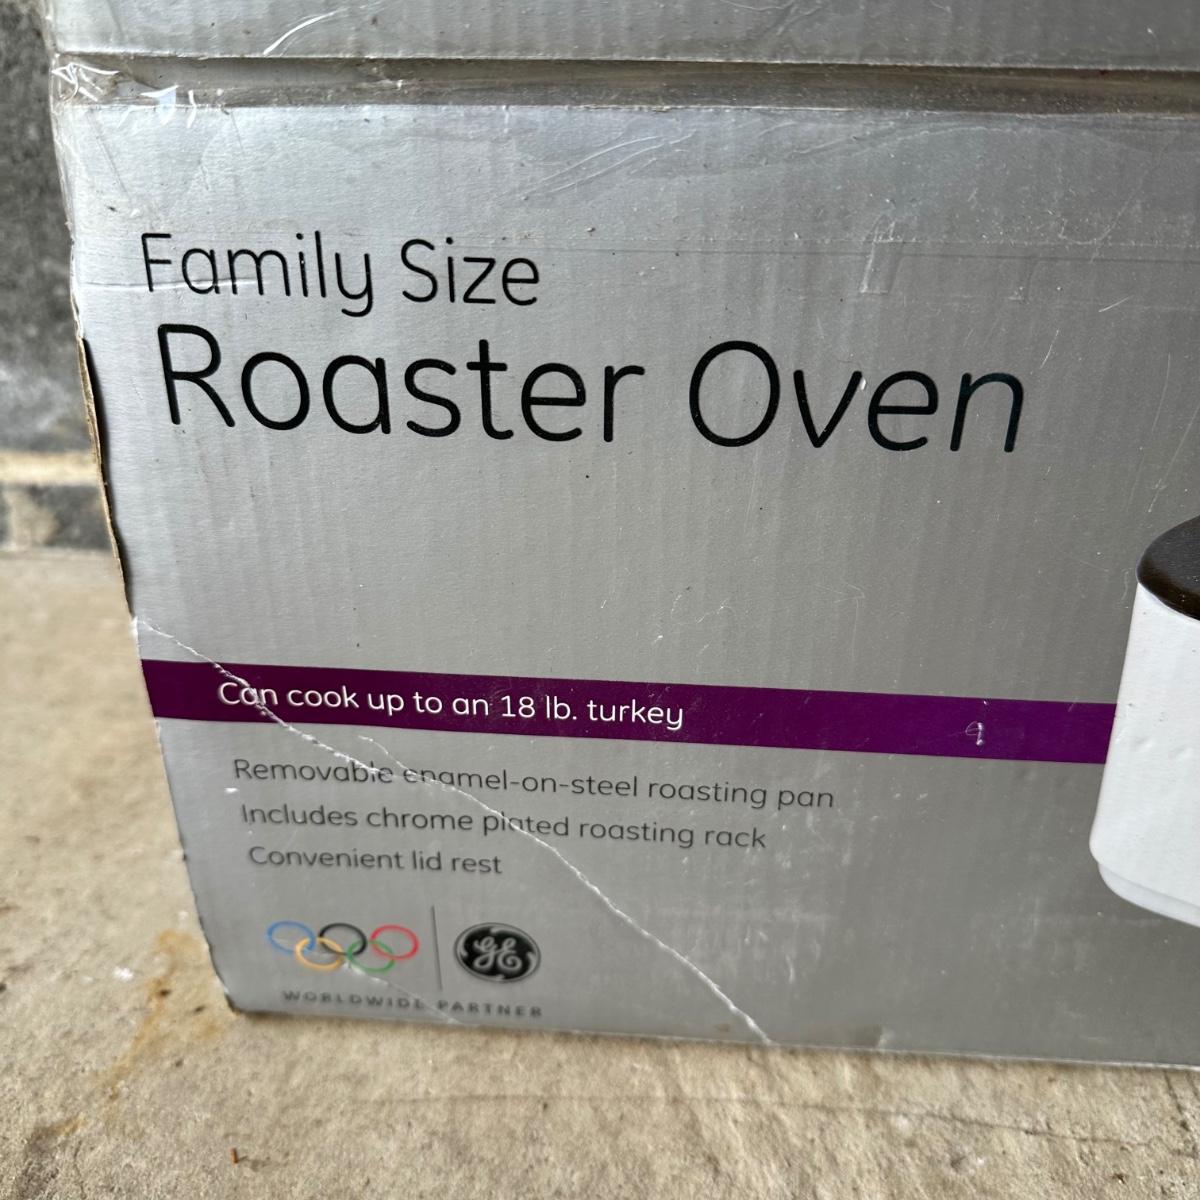 Family Size
Roaster Oven
Can cook up to an 18 lb. turkey
Removable enamel-on-steel roasting pan
Includes chrome plated roasting rack
Convenient lid rest
GE
WORLDWIDE PARTNER